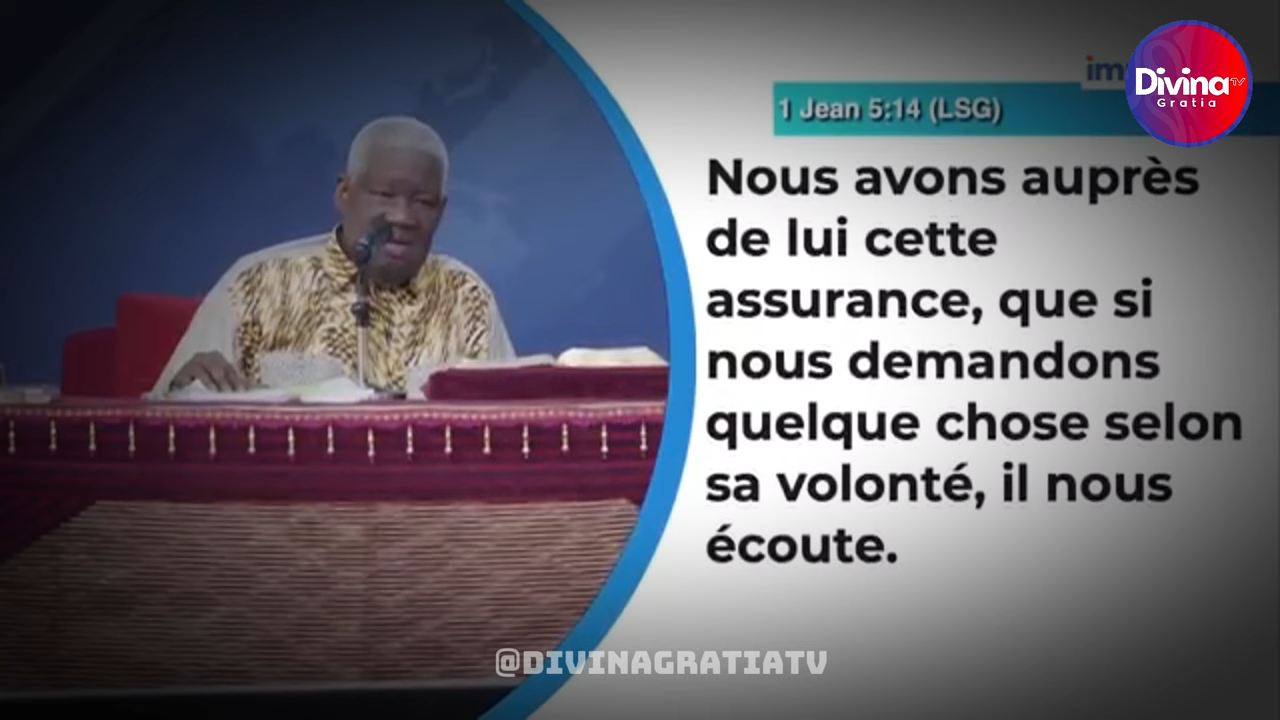 Divina TV
Gratia
1 Jean 5:14 (LSG)
Nous avons auprès
de lui cette
assurance, que si
nous demandons
quelque chose selon
sa volonté, il nous
écoute.
@DIVINAGRATIATV